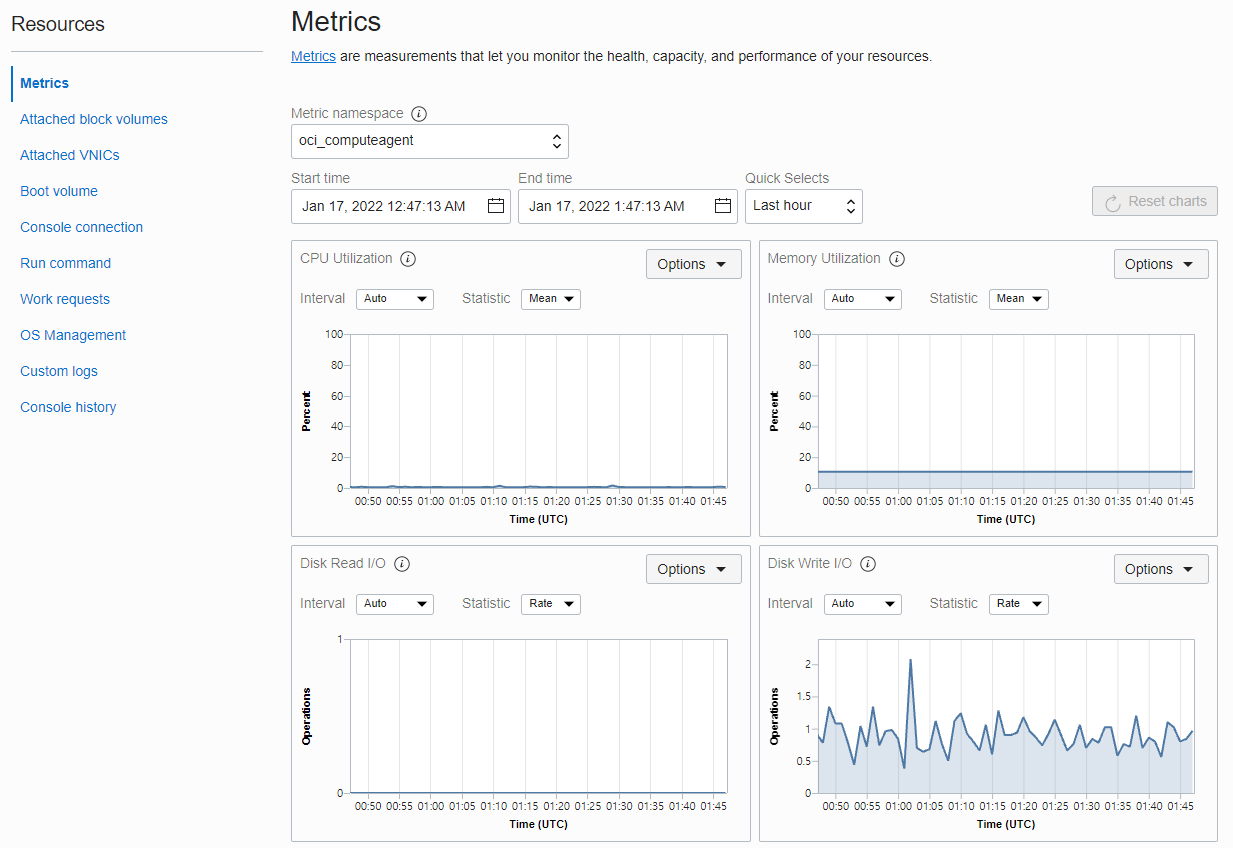 Resources
Metrics
Attached block volumes
Attached VNICs
Boot volume
Console connection
Run command
Work requests
OS Management
Custom logs
Console history
Metrics
Metrics are measurements that let you monitor the health, capacity, and performance of your resources.
Metric namespace i
oci_computeagent
Start time End time Quick Selects
Jan 17, 2022 12:47:13 AM Jan 17, 2022 1:47:13 AM Last hour Reset charts
CPU Utilization i Options
Interval Auto Statistic Mean
100
80
60
40
20
0
Percent
00:50 00:55 01:00 01:05 01:10 01:15 01:20 01:25 01:30 01:35 01:40 01:45
Time (UTC)
Memory Utilization i Options
Interval Auto Statistic Mean
100
80
60
40
20
0
Percent
00:50 00:55 01:00 01:05 01:10 01:15 01:20 01:25 01:30 01:35 01:40 01:45
Time (UTC)
Disk Read I/O i Options
Interval Auto Statistic Rate
1
0
Operations
00:50 00:55 01:00 01:05 01:10 01:15 01:20 01:25 01:30 01:35 01:40 01:45
Time (UTC)
Disk Write I/O i Options
Interval Auto Statistic Rate
2
1.5
1
0.5
0
Operations
00:50 00:55 01:00 01:05 01:10 01:15 01:20 01:25 01:30 01:35 01:40 01:45
Time (UTC)